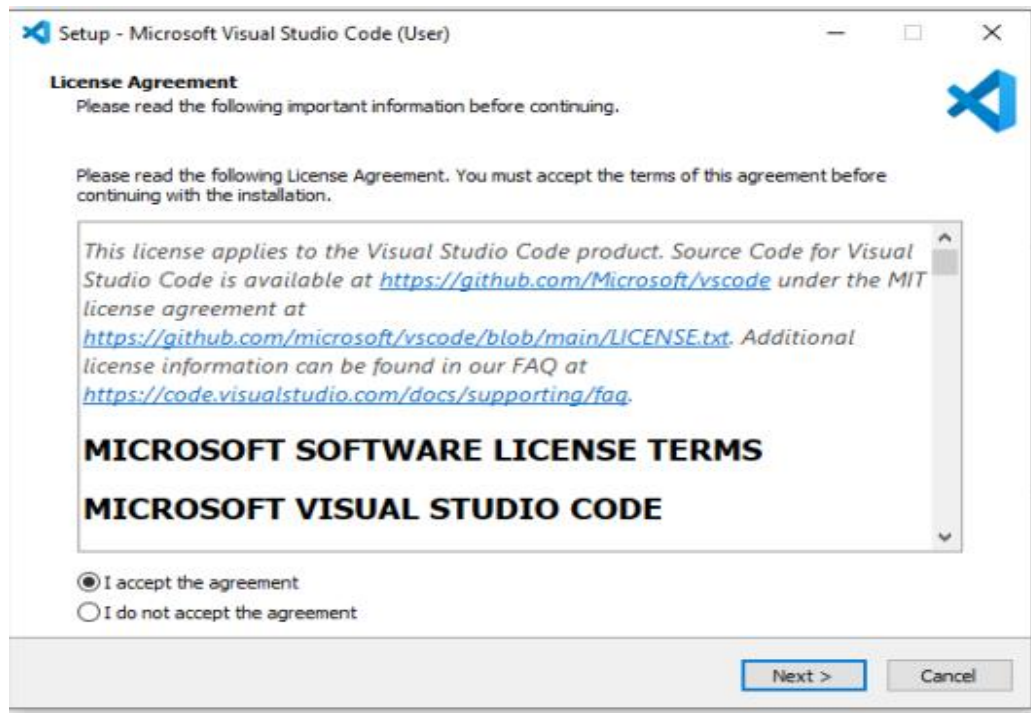 Setup - Microsoft Visual Studio Code (User)
License Agreement
Please read the following important information before continuing.
Please read the following License Agreement. You must accept the terms of this agreement before
continuing with the installation.
This license applies to the Visual Studio Code product. Source Code for Visual
Studio Code is available at https://github.com/Microsoft/vscode under the MIT
license agreement at
https://github.com/microsoft/vscode/blob/main/LICENSE.txt. Additional
license information can be found in our FAQ at
https://code.visualstudio.com/docs/supporting/faq.
MICROSOFT SOFTWARE LICENSE TERMS
MICROSOFT VISUAL STUDIO CODE
I accept the agreement
I do not accept the agreement
Next >
Cancel